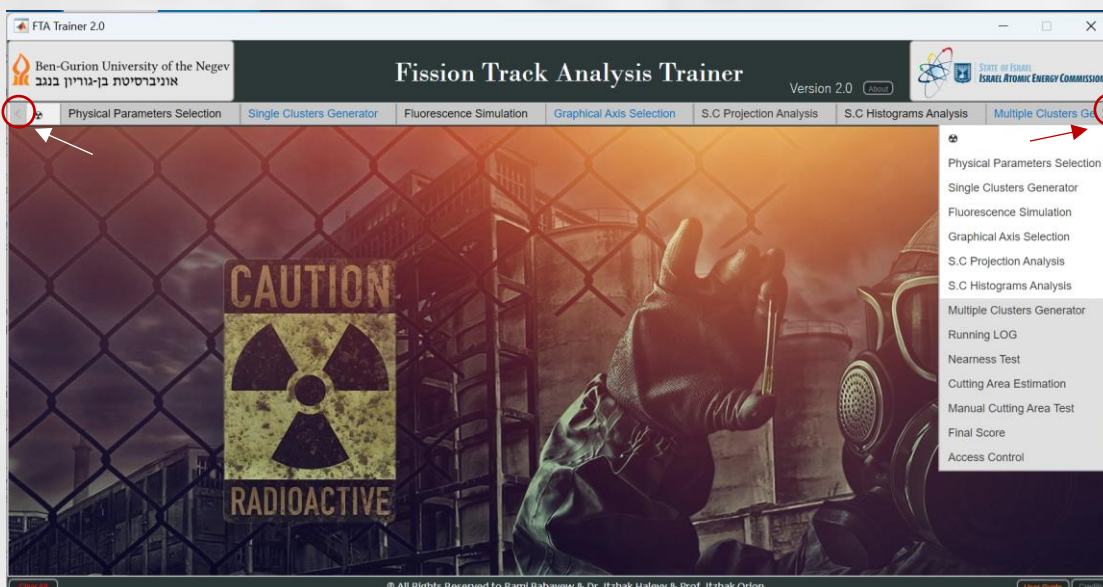 FTA Trainer 2.0
Ben-Gurion University of the Negev
אוניברסיטת בן-גוריון בנגב
Fission Track Analysis Trainer
Version 2.0 About
STATE OF ISRAEL
ISRAEL ATOMIC ENERGY COMMISSION
Physical Parameters Selection Single Clusters Generator Fluorescence Simulation Graphical Axis Selection S.C Projection Analysis S.C Histograms Analysis Multiple Clusters Ge
Physical Parameters Selection
Single Clusters Generator
Fluorescence Simulation
Graphical Axis Selection
S.C Projection Analysis
S.C Histograms Analysis
Multiple Clusters Generator
Running LOG
Nearness Test
Cutting Area Estimation
Manual Cutting Area Test
Final Score
Access Control
CAUTION
RADIOACTIVE
All Rights Reserved to Rami Babayew & Dr. Itzhak Halevy & Prof. Itzhak Orion